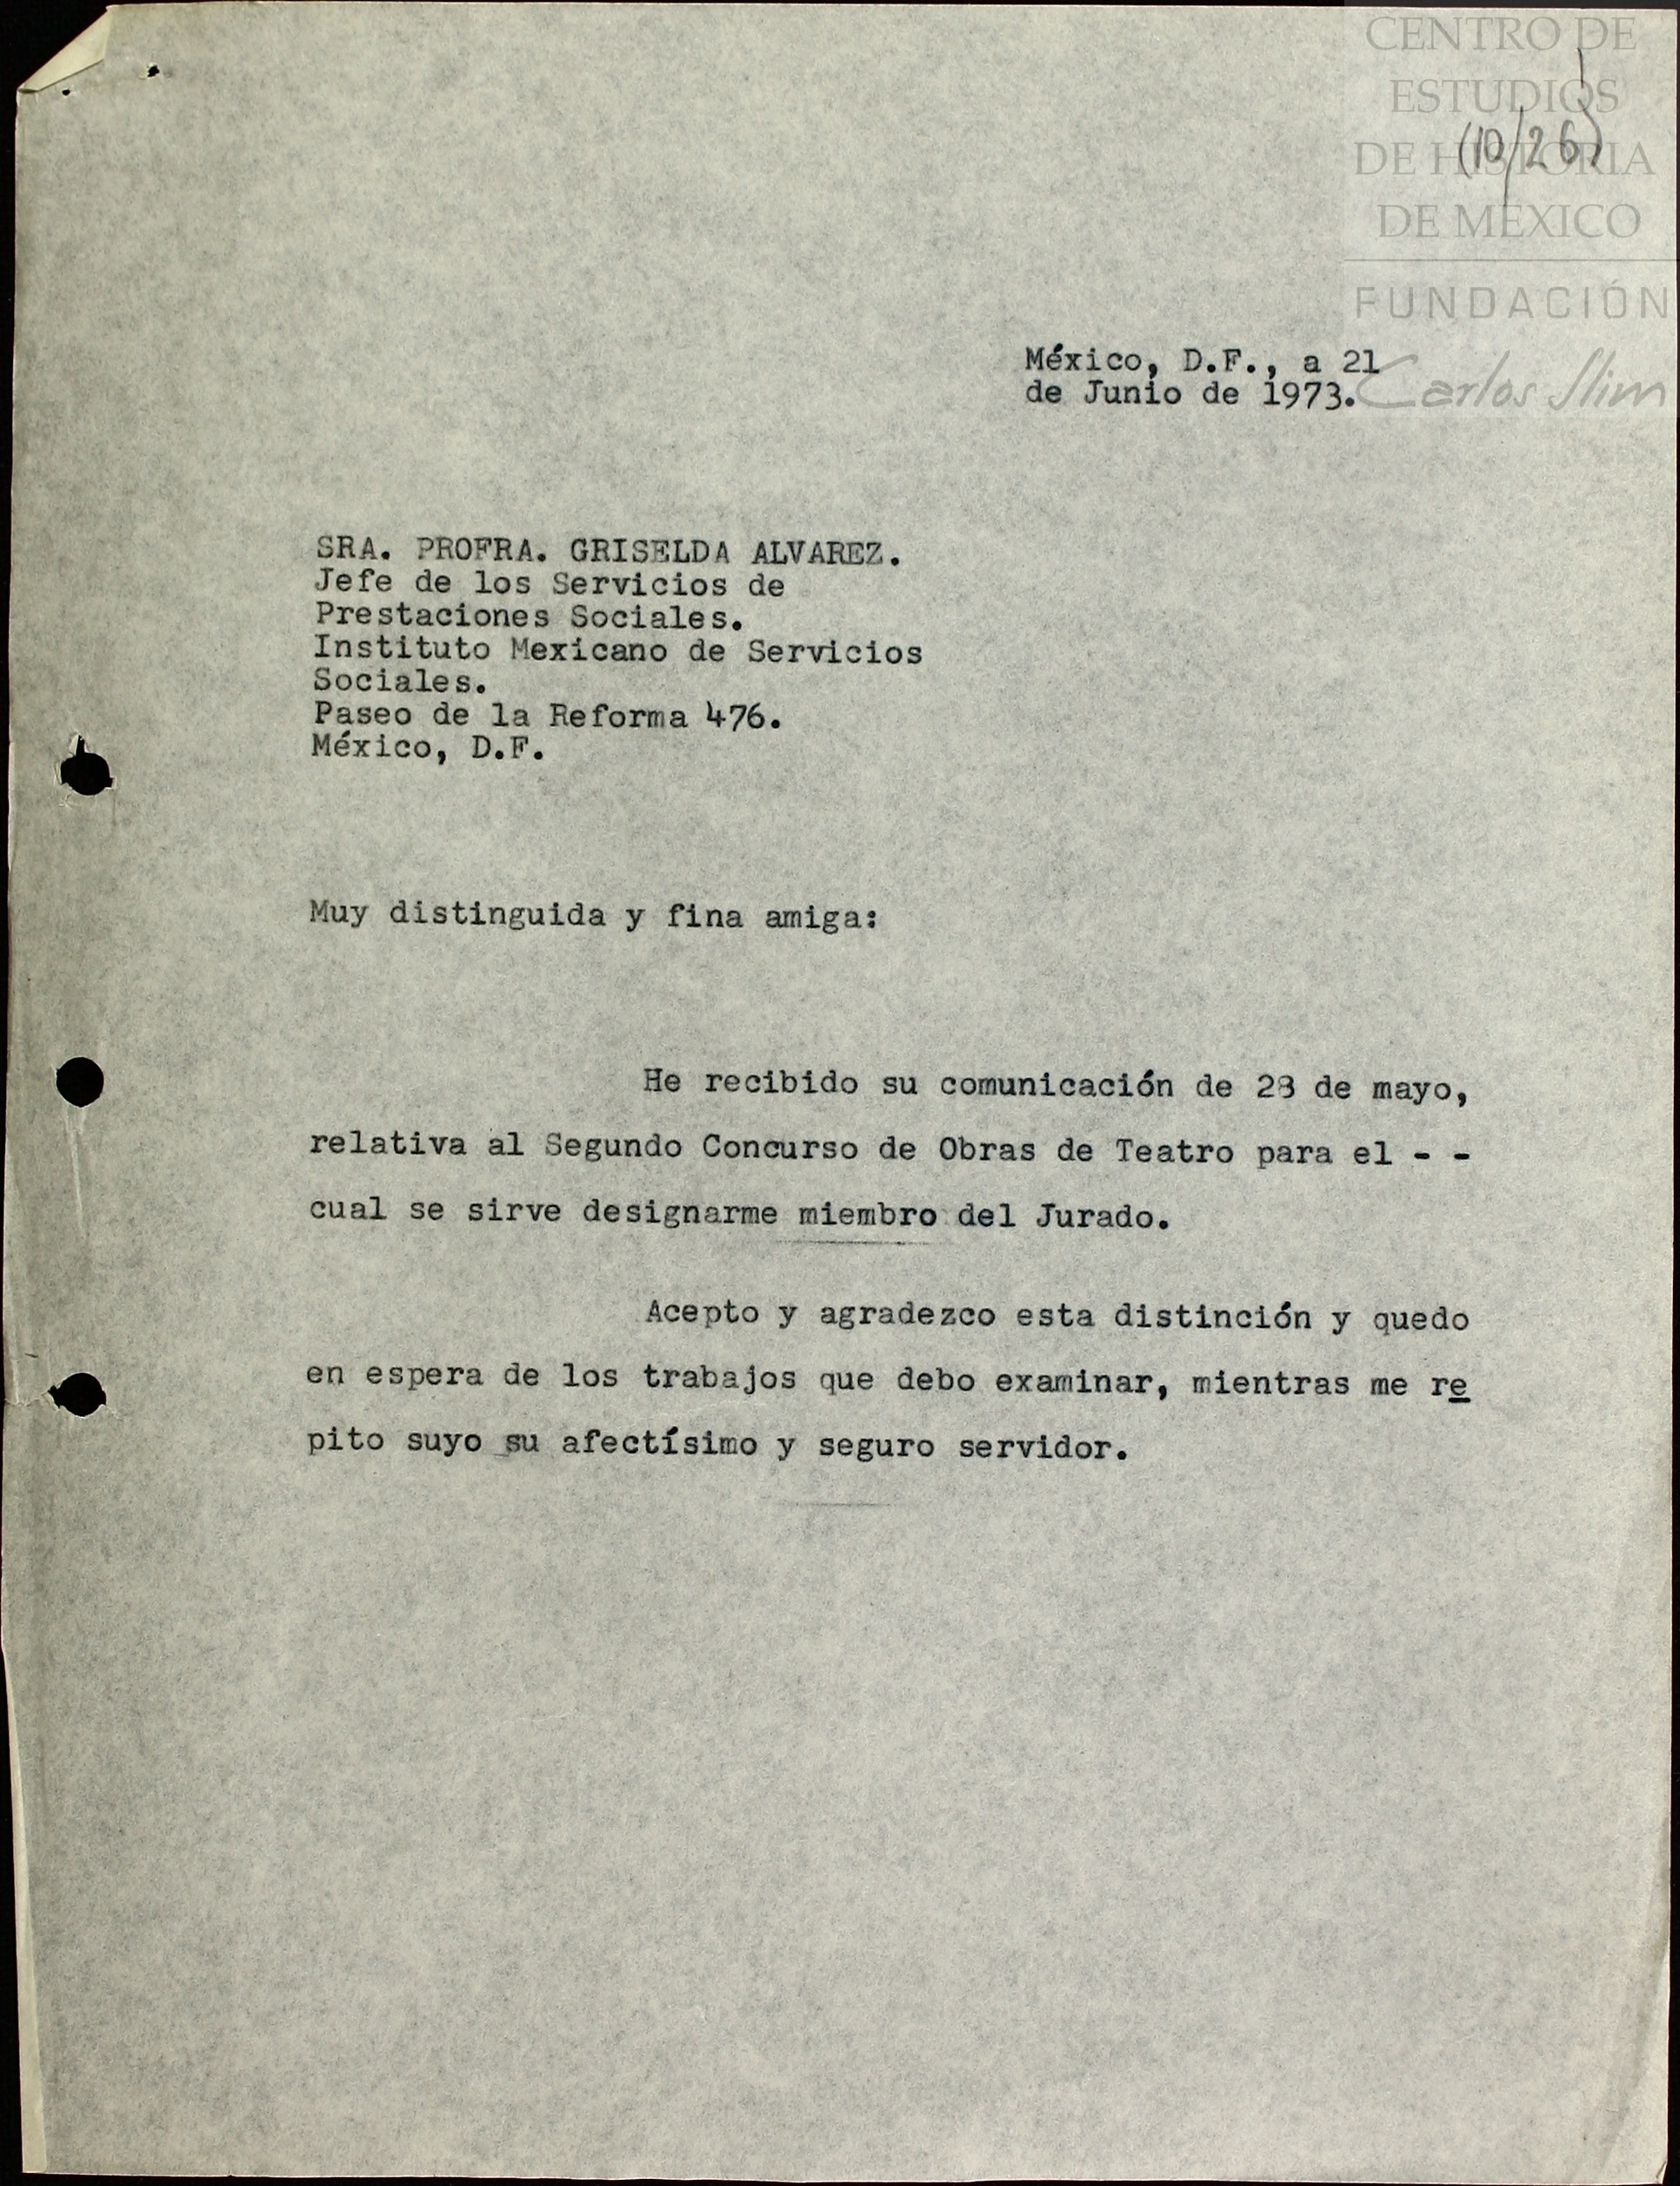 CENTRO DE
ESTUDIOS
DE HISTORIA
DE MÉXICO
(10/26)
FUNDACIÓN
Carlos Slim
México, D.F., a 21
de Junio de 1973.
SRA. PROFRA. GRISELDA ALVAREZ.
Jefe de los Servicios de
Prestaciones Sociales.
Instituto Mexicano de Servicios
Sociales.
Paseo de la Reforma 476.
México, D.F.
Muy distinguida y fina amiga:
He recibido su comunicación de 28 de mayo,
relativa al Segundo Concurso de Obras de Teatro para el - -
cual se sirve designarme miembro del Jurado.
Acepto y agradezco esta distinción y quedo
en espera de los trabajos que debo examinar, mientras me re
pito suyo su afectísimo y seguro servidor.